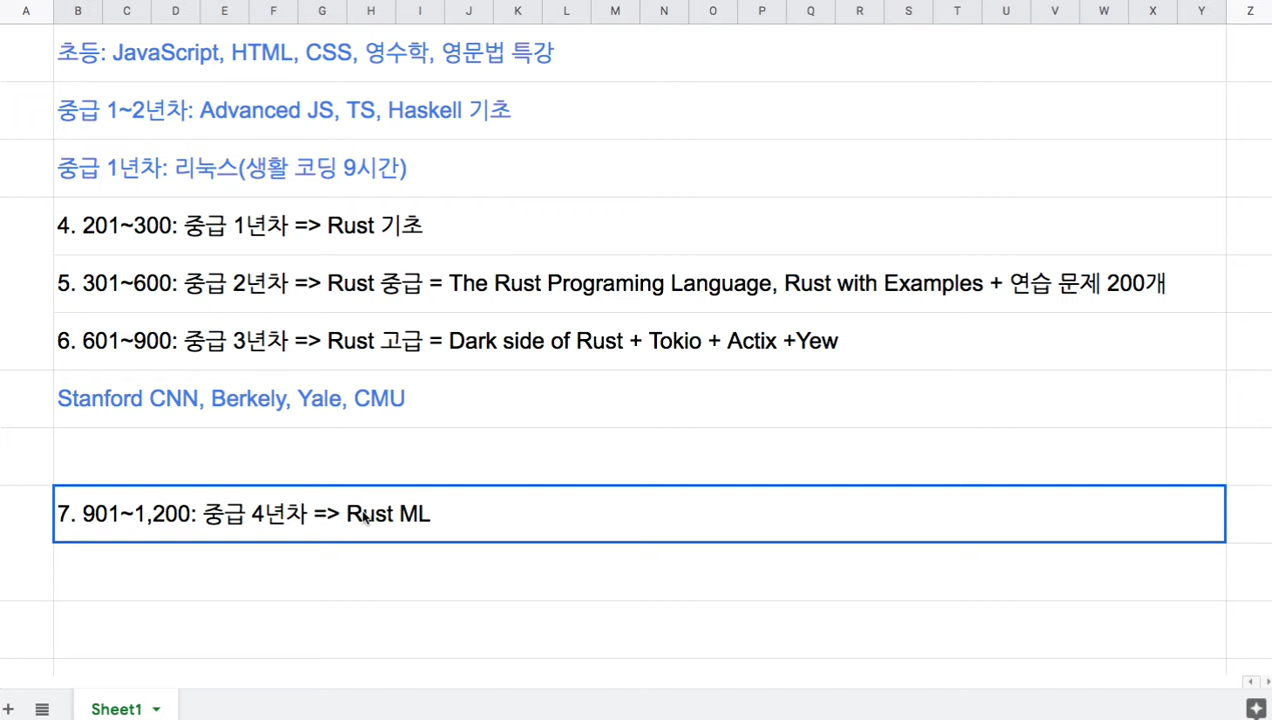 A B C D E F G H I J K L M N O P Q R S T U V W X Y Z
초등: JavaScript, HTML, CSS, 영수학, 영문법 특강
중급 1~2년차: Advanced JS, TS, Haskell 기초
중급 1년차: 리눅스(생활 코딩 9시간)
4. 201~300: 중급 1년차 => Rust 기초
5. 301~600: 중급 2년차 => Rust 중급 = The Rust Programing Language, Rust with Examples + 연습 문제 200개
6. 601~900: 중급 3년차 => Rust 고급 = Dark side of Rust + Tokio + Actix +Yew
Stanford CNN, Berkely, Yale, CMU
7. 901~1,200: 중급 4년차 => Rust ML
Sheet1